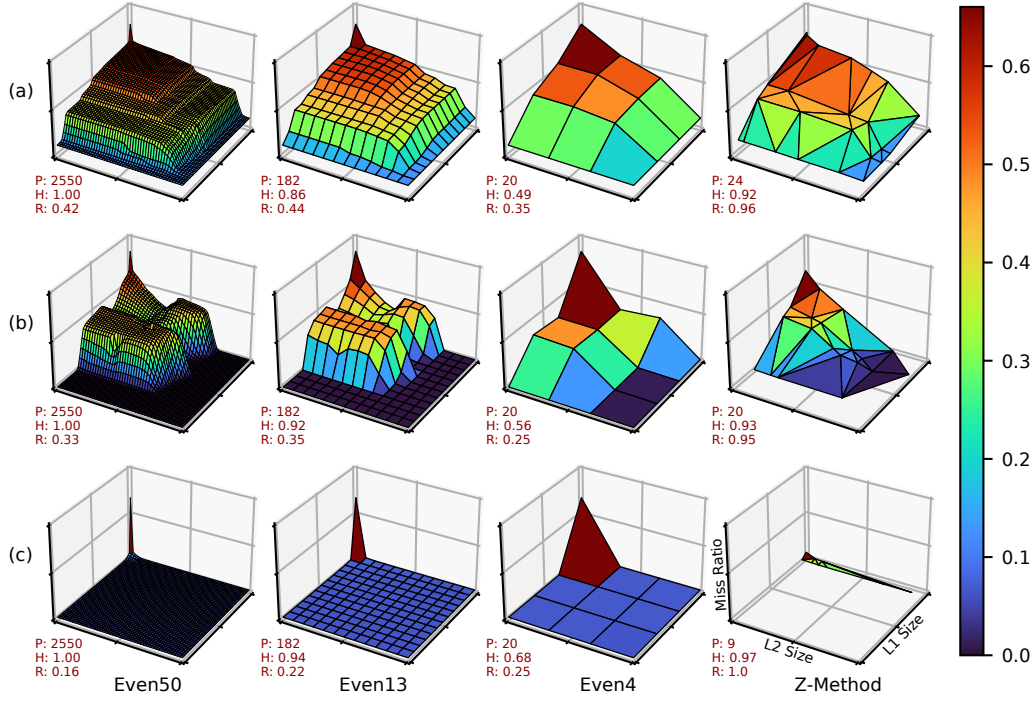 (a)
P: 2550
H: 1.00
R: 0.42
P: 182
H: 0.86
R: 0.44
P: 20
H: 0.49
R: 0.35
P: 24
H: 0.92
R: 0.96
(b)
P: 2550
H: 1.00
R: 0.33
P: 182
H: 0.92
R: 0.35
P: 20
H: 0.56
R: 0.25
P: 20
H: 0.93
R: 0.95
(c)
P: 2550
H: 1.00
R: 0.16
P: 182
H: 0.94
R: 0.22
P: 20
H: 0.68
R: 0.25
Miss Ratio
L2 Size
L1 Size
P: 9
H: 0.97
R: 1.0
Even50
Even13
Even4
Z-Method
0.6
0.5
0.4
0.3
0.2
0.1
0.0